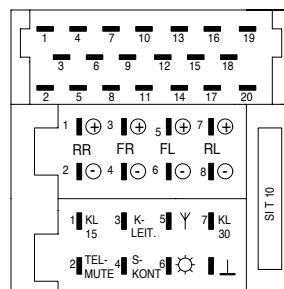 1 4 7 10 13 16 19
3 6 9 12 15 18
2 5 8 11 14 17 20
1 + 3 + 5 + 7 +
RR FR FL RL
2 - 4 - 6 - 8 -
1 KL 3 K- 5 7 KL
15 LEIT. 30
2 TEL- 4 S- 6
MUTE KONT
SI T 10